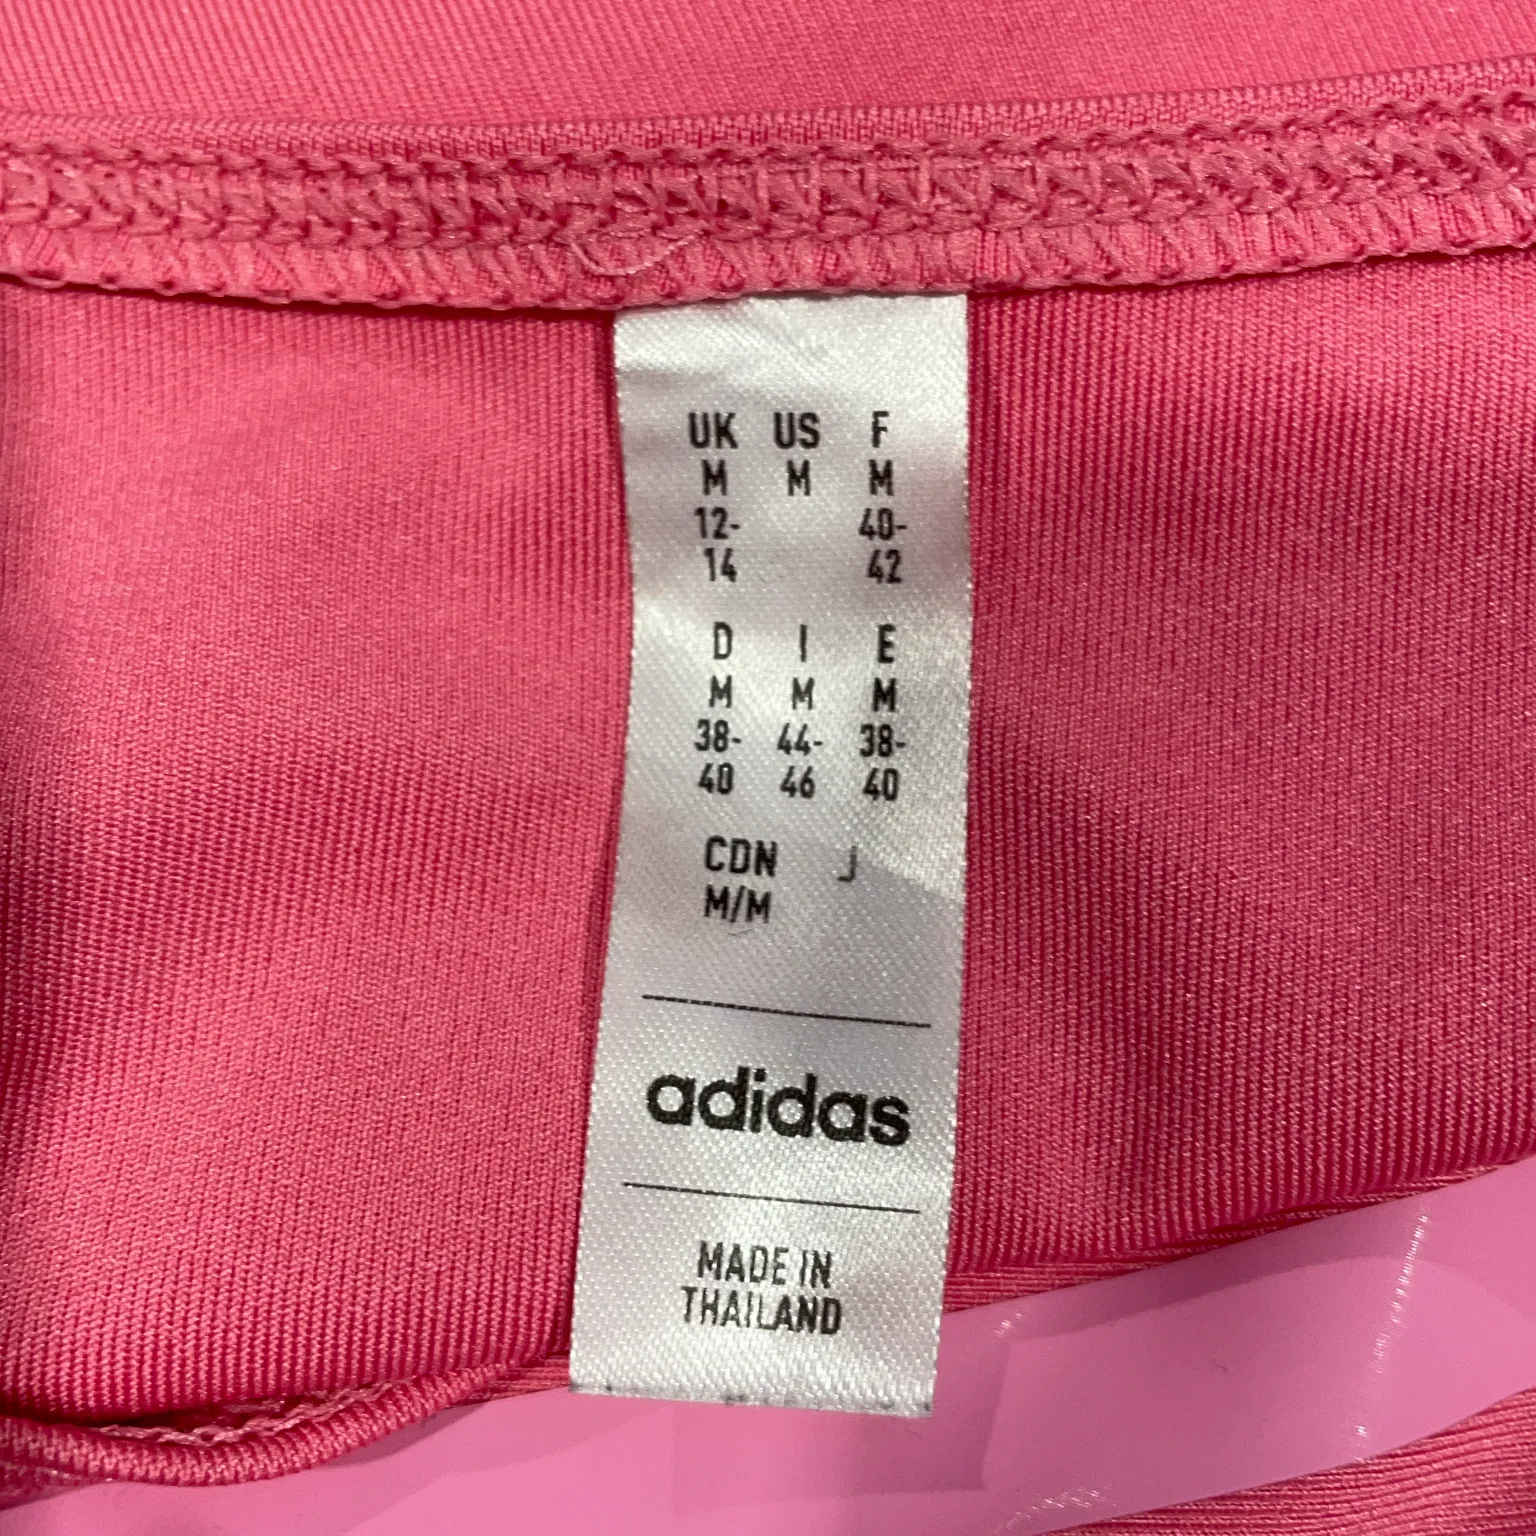 UK US F
M M M
12- 40-
14 42
D I E
M M M
38- 44- 38-
40 46 40
CDN J
M/M
adidas
MADE IN
THAILAND